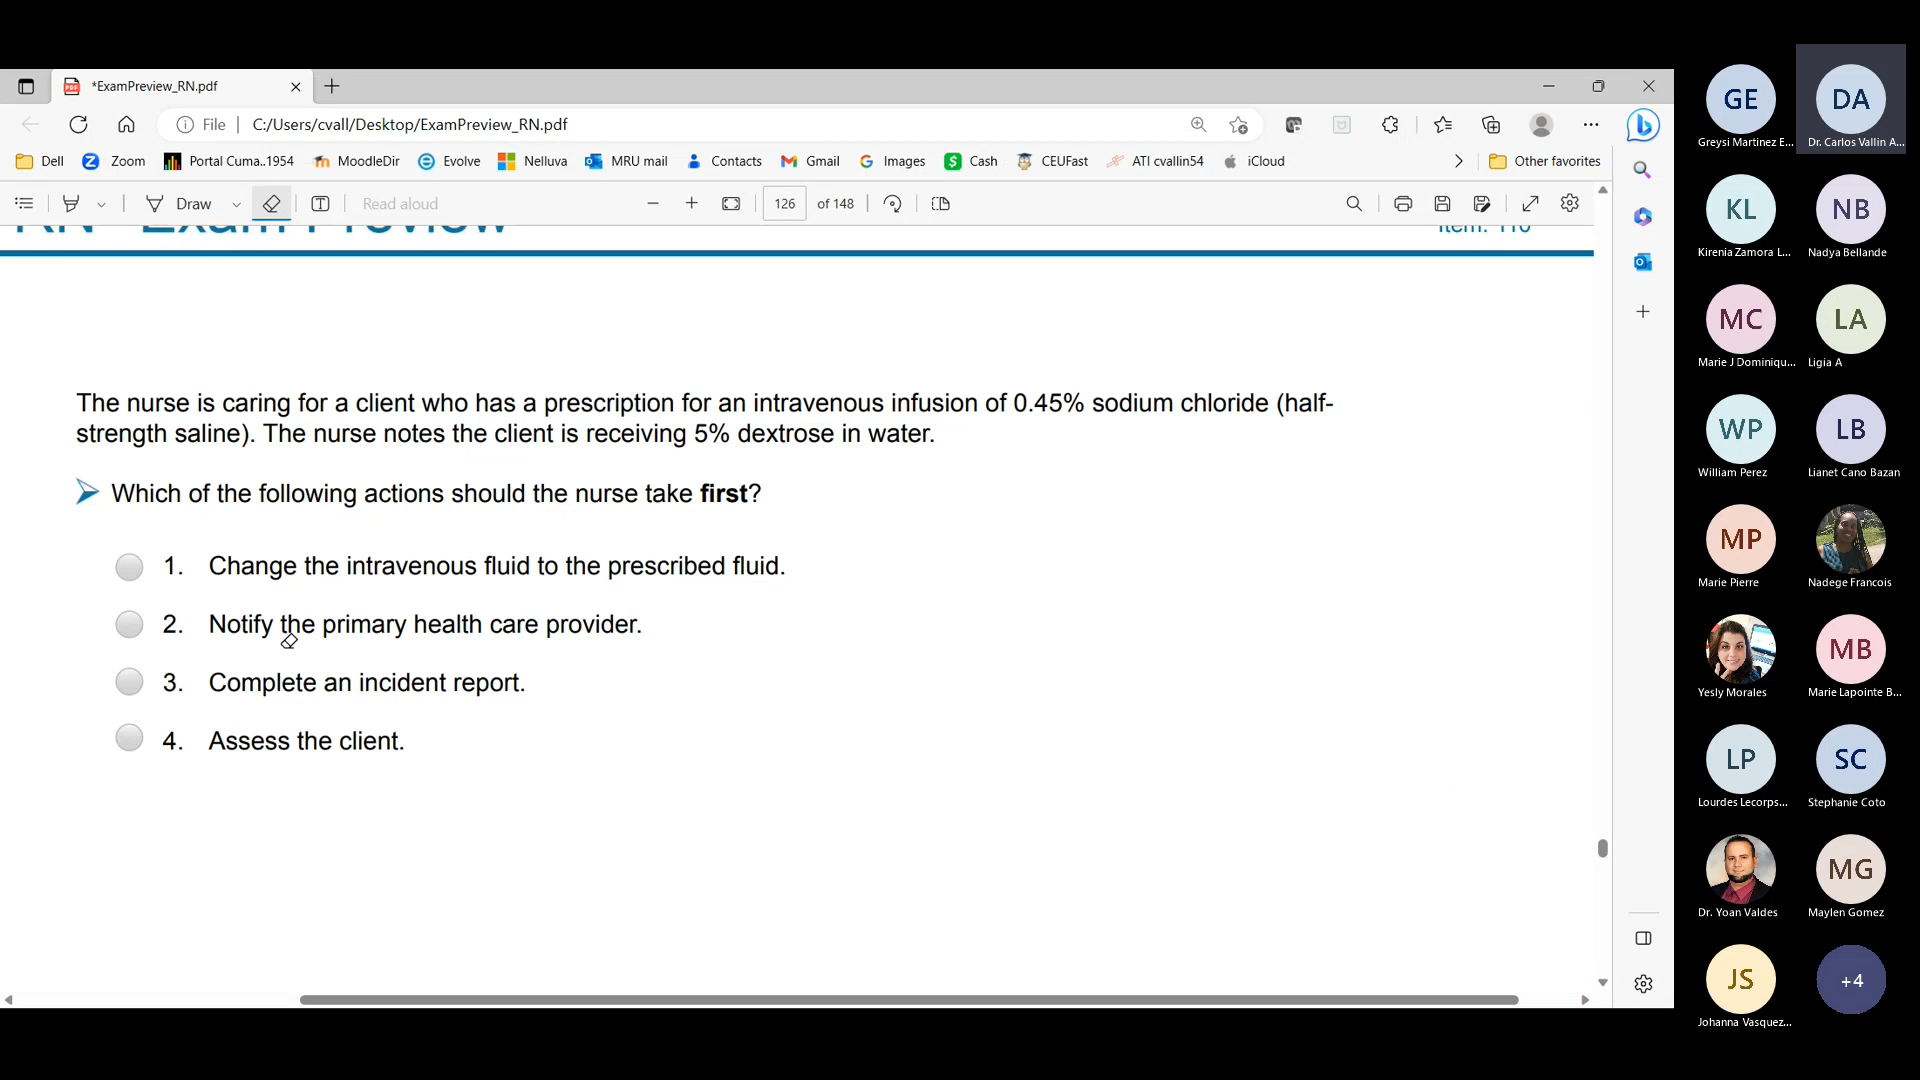 *ExamPreview_RN.pdf
File
C:/Users/cvall/Desktop/ExamPreview_RN.pdf
Dell
Zoom
Portal Cuma..1954
MoodleDir
Evolve
Nelluva
MRU mail
Contacts
Gmail
Images
Cash
CEUFast
ATI cvallin54
iCloud
Other favorites
Draw
Read aloud
126
of 148
RN - Exam Preview
Item: 110
The nurse is caring for a client who has a prescription for an intravenous infusion of 0.45% sodium chloride (half-
strength saline). The nurse notes the client is receiving 5% dextrose in water.
Which of the following actions should the nurse take first?
1. Change the intravenous fluid to the prescribed fluid.
2. Notify the primary health care provider.
3. Complete an incident report.
4. Assess the client.
GE
Greysi Martinez E...
DA
Dr. Carlos Vallin A...
KL
Kirenia Zamora L...
NB
Nadya Bellande
MC
Marie J Dominiqu...
LA
Ligia A
WP
William Perez
LB
Lianet Cano Bazan
MP
Marie Pierre
Nadege Francois
Yesly Morales
MB
Marie Lapointe B...
LP
Lourdes Lecorps...
SC
Stephanie Coto
Dr. Yoan Valdes
MG
Maylen Gomez
JS
Johanna Vasquez...
+4